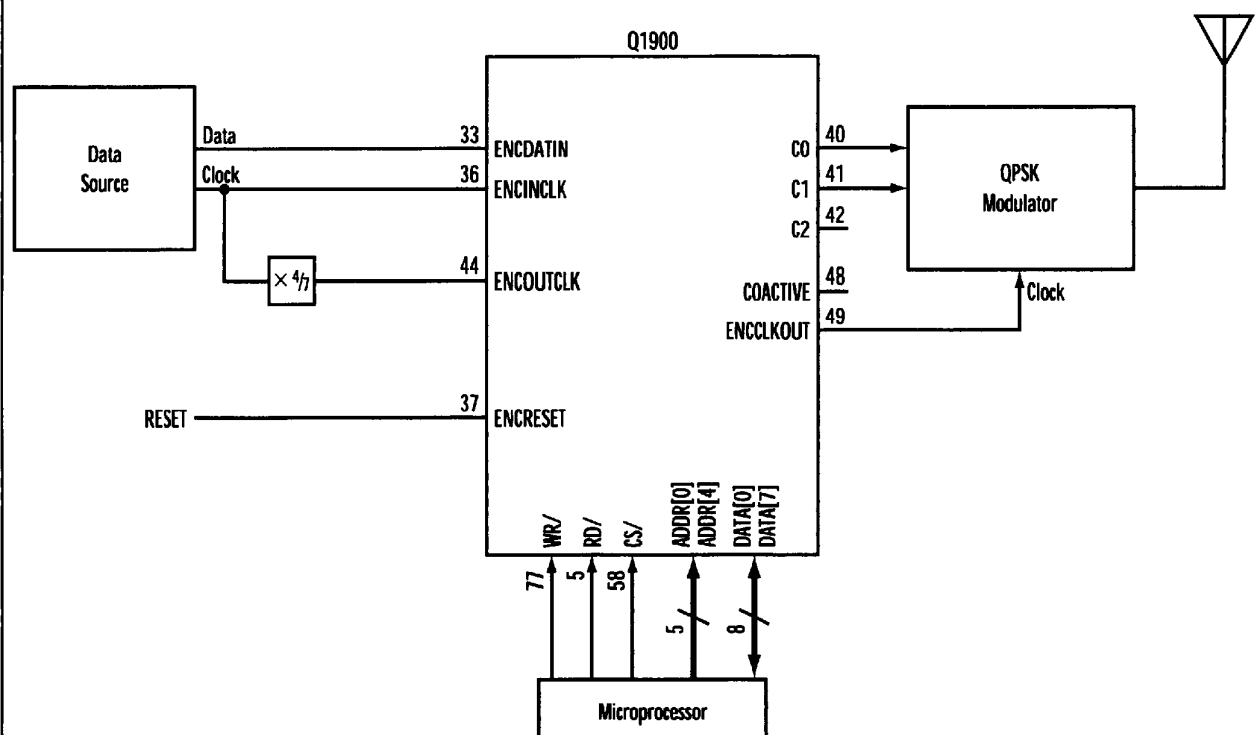 Q1900
Data Source
Data
Clock
× 4/7
33
ENCDATIN
36
ENCINCLK
44
ENCOUTCLK
RESET
37
ENCRESET
C0
40
C1
41
C2
42
COACTIVE
48
ENCCLKOUT
49
QPSK
Modulator
Clock
WR/
RD/
CS/
ADDR[0]
ADDR[4]
DATA[0]
DATA[7]
77
5
58
5
8
Microprocessor